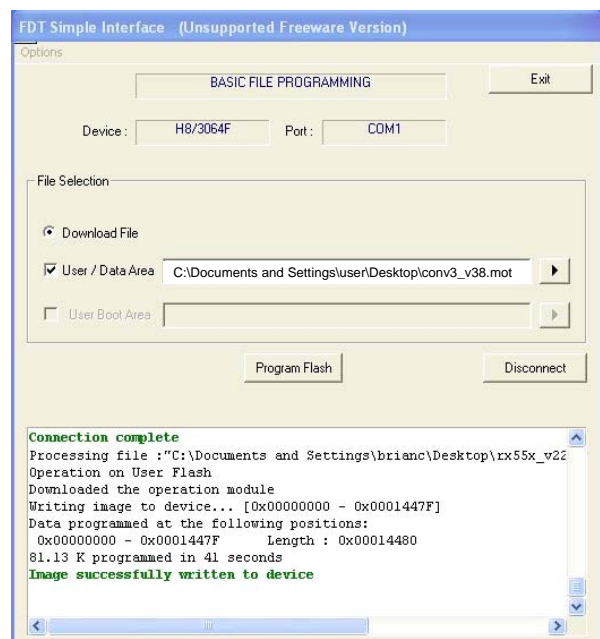 FDT Simple Interface (Unsupported Freeware Version)
Options
BASIC FILE PROGRAMMING
Exit
Device : H8/3064F Port : COM1
File Selection
Download File
User / Data Area C:\Documents and Settings\user\Desktop\conv3_v38.mot
User Boot Area
Program Flash Disconnect
Connection complete
Processing file :"C:\Documents and Settings\brianc\Desktop\rx55x_v22
Operation on User Flash
Downloaded the operation module
Writing image to device... [0x00000000 - 0x0001447F]
Data programmed at the following positions:
0x00000000 - 0x0001447F Length : 0x00014480
81.13 K programmed in 41 seconds
Image successfully written to device